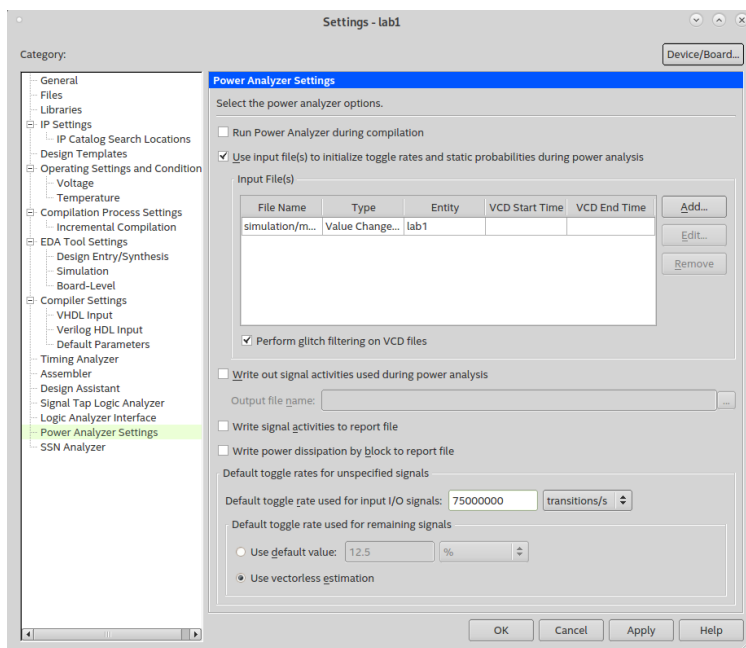 Settings - lab1
Category:
Device/Board...
General
Files
Libraries
IP Settings
IP Catalog Search Locations
Design Templates
Operating Settings and Condition
Voltage
Temperature
Compilation Process Settings
Incremental Compilation
EDA Tool Settings
Design Entry/Synthesis
Simulation
Board-Level
Compiler Settings
VHDL Input
Verilog HDL Input
Default Parameters
Timing Analyzer
Assembler
Design Assistant
Signal Tap Logic Analyzer
Logic Analyzer Interface
Power Analyzer Settings
SSN Analyzer
Power Analyzer Settings
Select the power analyzer options.
Run Power Analyzer during compilation
Use input file(s) to initialize toggle rates and static probabilities during power analysis
Input File(s)
File Name Type Entity VCD Start Time VCD End Time
simulation/m... Value Change... lab1
Add...
Edit...
Remove
Perform glitch filtering on VCD files
Write out signal activities used during power analysis
Output file name: ...
Write signal activities to report file
Write power dissipation by block to report file
Default toggle rates for unspecified signals
Default toggle rate used for input I/O signals: 75000000 transitions/s
Default toggle rate used for remaining signals
Use default value: 12.5 %
Use vectorless estimation
OK Cancel Apply Help